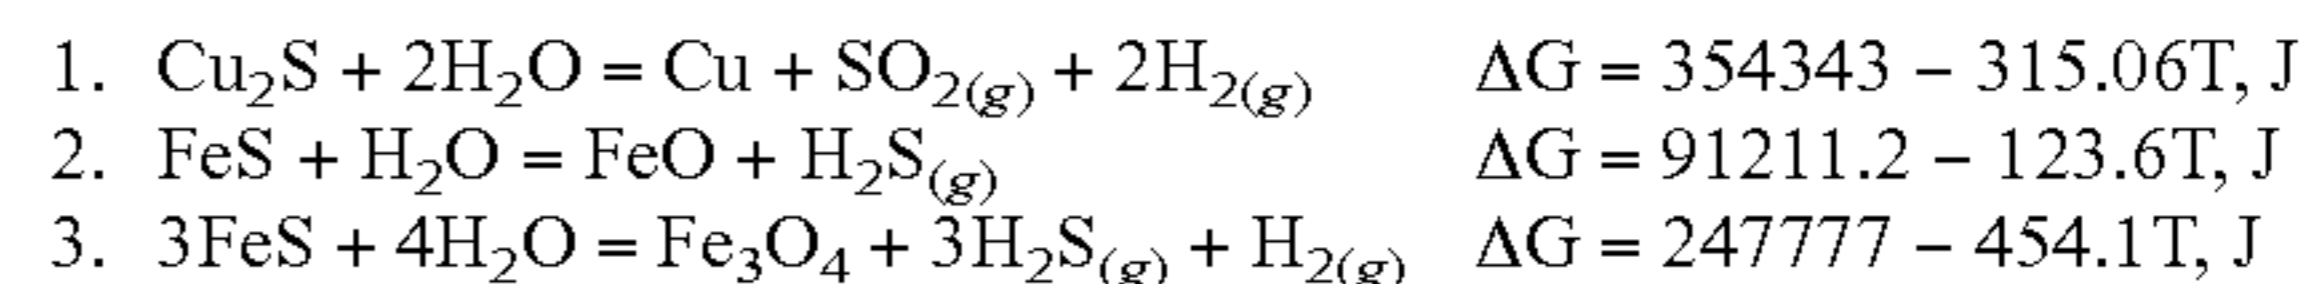 1. Cu₂S + 2H₂O = Cu + SO₂(g) + 2H₂(g) ΔG = 354343 – 315.06T, J
2. FeS + H₂O = FeO + H₂S(g) ΔG = 91211.2 – 123.6T, J
3. 3FeS + 4H₂O = Fe₃O₄ + 3H₂S(g) + H₂(g) ΔG = 247777 – 454.1T, J